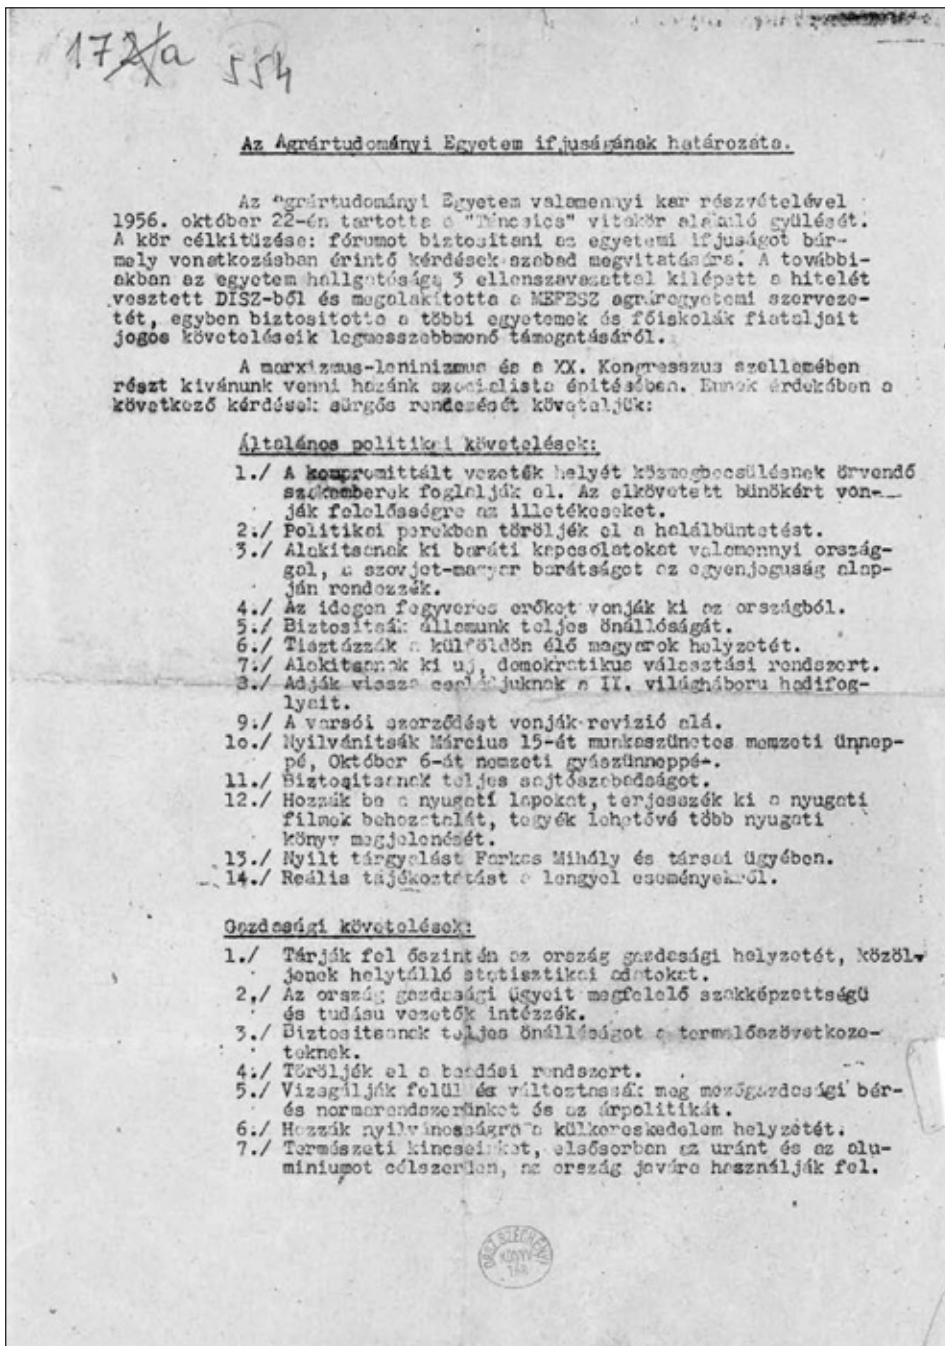 172/a 554
Az Agrártudományi Egyetem ifjuságának határozata.
Az Agrártudományi Egyetem valamennyi kar részvételével
1956. október 22-én tartotta a "Táncsics" vitakör alakuló gyülését.
A kör célkitüzése: fórumot biztositani az egyetemi ifjuságot bár-
mely vonatkozásban érintő kérdések szabad megvitatására. A további-
akban az egyetem hallgatósága 3 ellenszavazattal kilépett a hitelét
vesztett DISZ-ből és megalakitotta a MEFESZ agráregyetemi szerveze-
tét, egyben biztositotta a többi egyetemek és főiskolák fiataljait
jogos követeléseik legmesszebbmenő támogatásáról.
A marxizmus-leninizmus és a XX. Kongresszus szellemében
részt kivánunk venni hazánk szocialista épitésében. Ennek érdekében a
következő kérdések sürgős rendezését követeljük:
Általános politikai követelések:
1./ A kompromittált vezetők helyét közmegbecsülésnek örvendő
szakemberek foglalják el. Az elkövetett bünökért von-
ják felelősségre az illetékeseket.
2./ Politikai perekben töröljék el a halálbüntetést.
3./ Alakitsanak ki baráti kapcsolatokat valamennyi ország-
gal, a szovjet-magyar barátságot az egyenjoguság alap-
ján rendezzék.
4./ Az idegen fegyveres erőket vonják ki az országból.
5./ Biztositsák államunk teljes önállóságát.
6./ Tisztázzák a külföldön élő magyarok helyzetét.
7./ Alakitsanak ki uj, demokratikus választási rendszert.
8./ Adják vissza családjuknak a II. világháboru hadifog-
lyait.
9./ A varsói szerződést vonják revizió alá.
1o./ Nyilvánitsák Március 15-át munkaszünetes nemzeti ünnep-
pé, Október 6-át nemzeti gyászünneppé.
11./ Biztositsanak teljes sajtószabadságot.
12./ Hozzák be a nyugati lapokat, terjesszék ki a nyugati
filmek behozatalát, tegyék lehetővé több nyugati
könyv megjelenését.
13./ Nyilt tárgyalást Farkas Mihály és társai ügyében.
14./ Reális tájékoztatást a lengyel eseményekről.
Gazdasági követelések:
1./ Tárják fel őszintén az ország gazdasági helyzetét, közöl-
jenek helytálló statisztikai adatokat.
2,/ Az ország gazdasági ügyeit megfelelő szakképzettségü
és tudásu vezetők intézzék.
3./ Biztositsanak teljes önállóságot a termelőszövetkeze-
teknek.
4./ Töröljék el a beadási rendszert.
5./ Vizsgálják felül és változtassák meg mezőgazdasági bér-
és normarendszerünket és az árpolitikát.
6./ Hozzák nyilvánosságra a külkereskedelem helyzetét.
7./ Természeti kincseinket, elsősorban az uránt és az alu-
miniumot célszerüen, az ország javára használják fel.
ORSZ. SZÉCHÉNYI
KÖNYV
TÁR